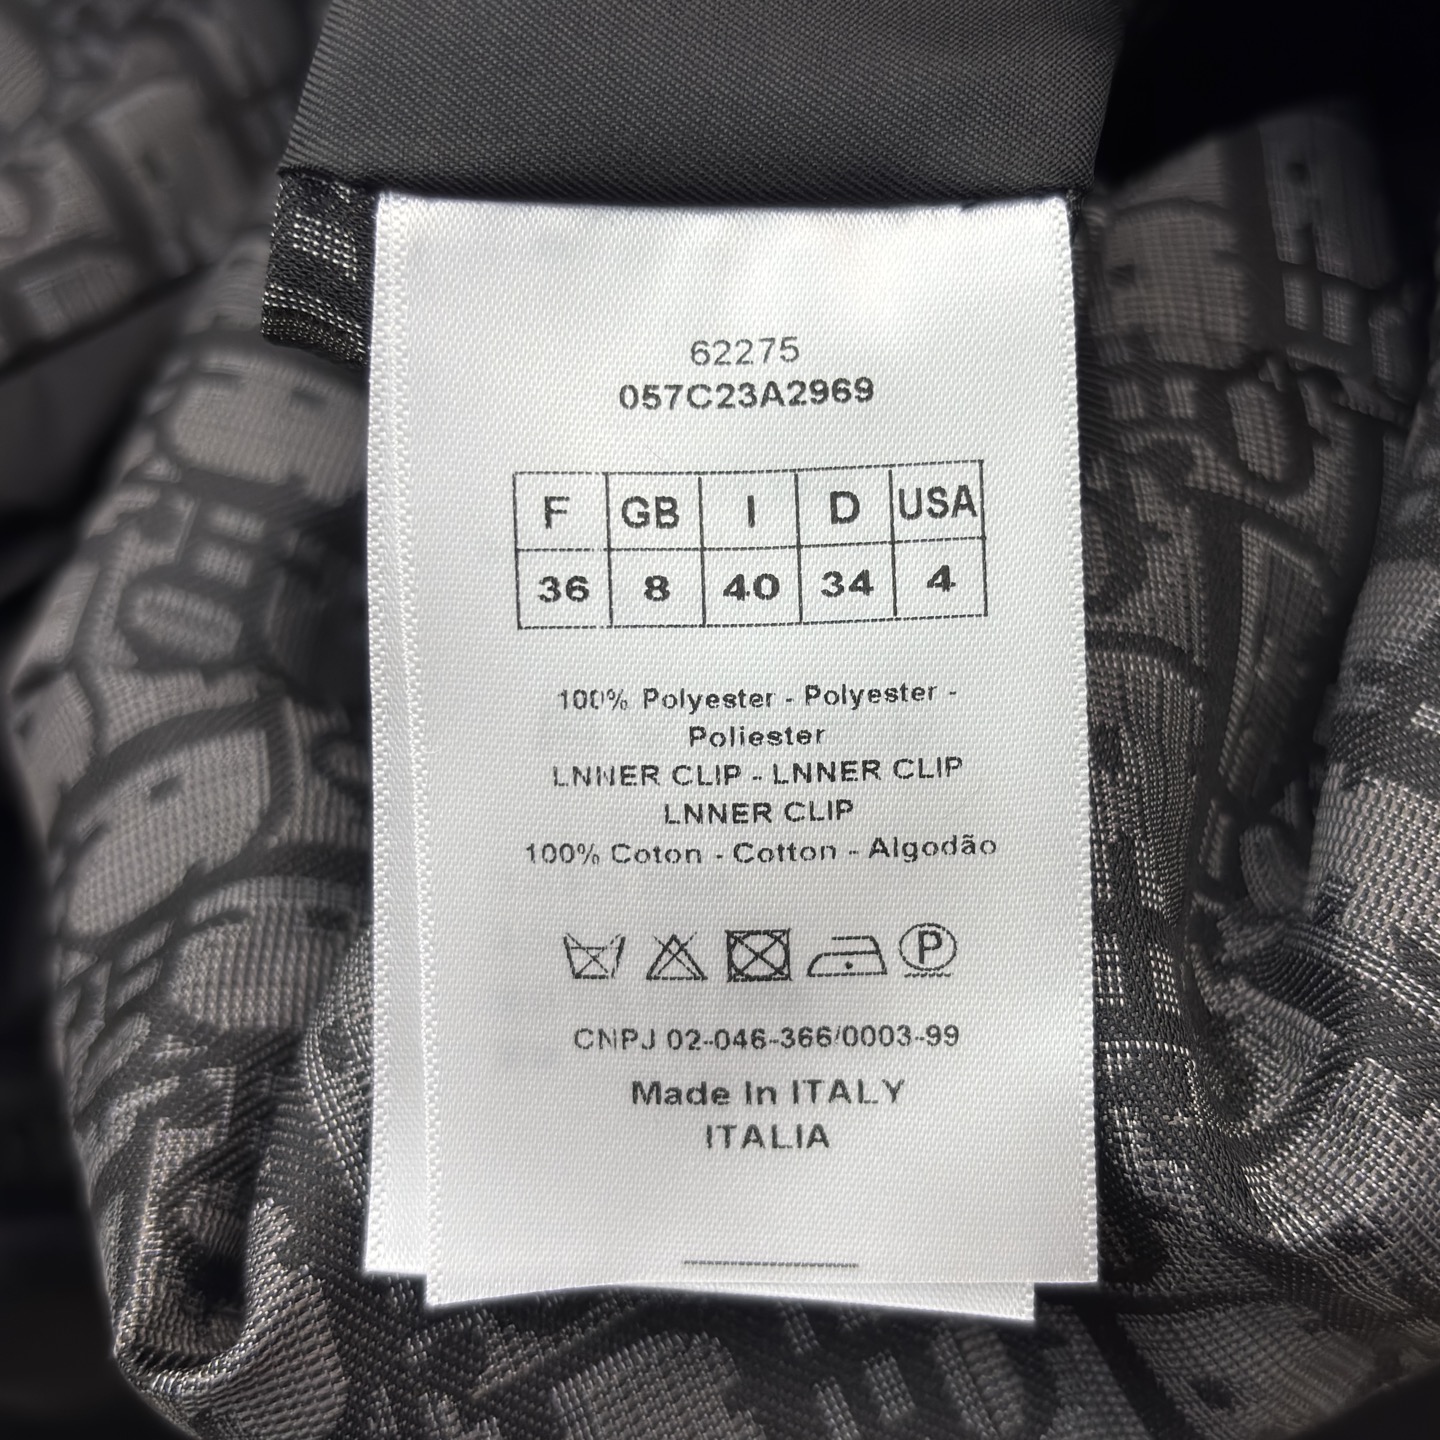 62275
057C23A2969
F GB I D USA
36 8 40 34 4
100% Polyester - Polyester -
Poliester
LNNER CLIP - LNNER CLIP
LNNER CLIP
100% Coton - Cotton - Algodão
P
CNPJ 02-046-366/0003-99
Made In ITALY
ITALIA